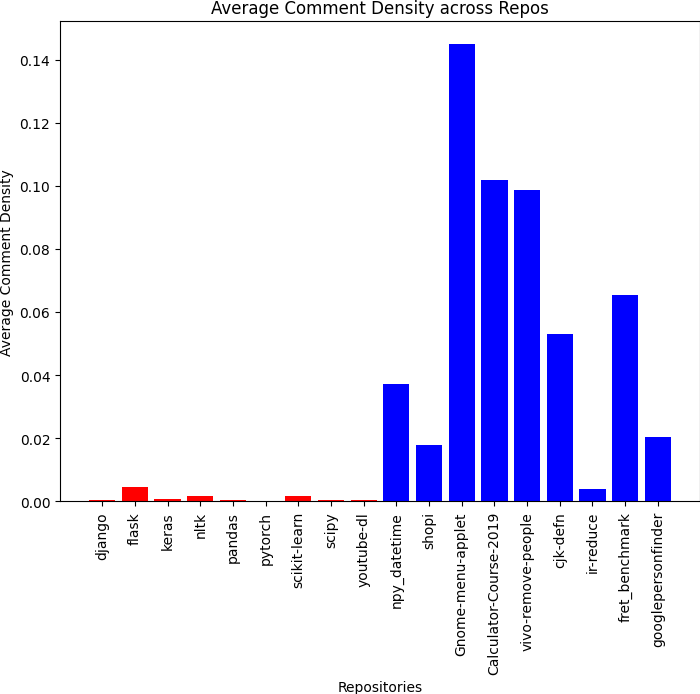 Average Comment Density across Repos
Average Comment Density
0.14
0.12
0.10
0.08
0.06
0.04
0.02
0.00
django
flask
keras
nltk
pandas
pytorch
scikit-learn
scipy
youtube-dl
npy_datetime
shopi
Gnome-menu-applet
Calculator-Course-2019
vivo-remove-people
cjk-defn
ir-reduce
fret_benchmark
googlepersonfinder
Repositories